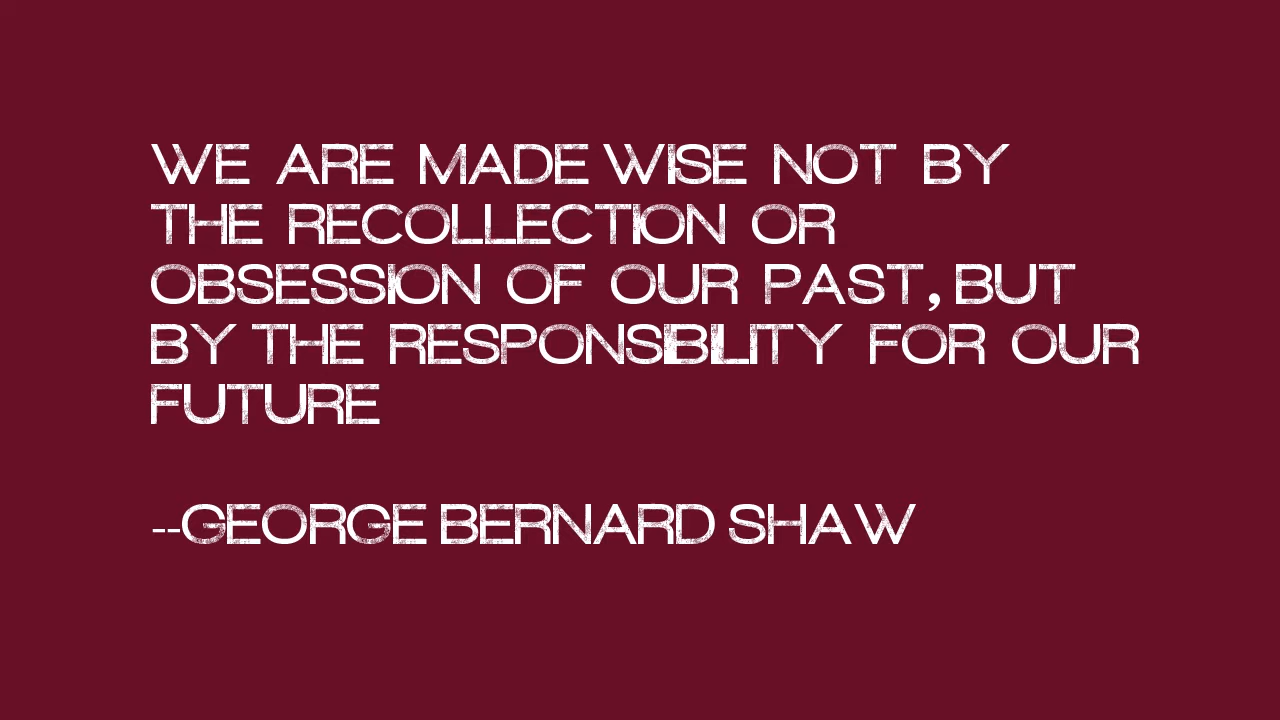 WE ARE MADE WISE NOT BY
THE RECOLLECTION OR
OBSESSION OF OUR PAST, BUT
BY THE RESPONSIBILITY FOR OUR
FUTURE
--GEORGE BERNARD SHAW